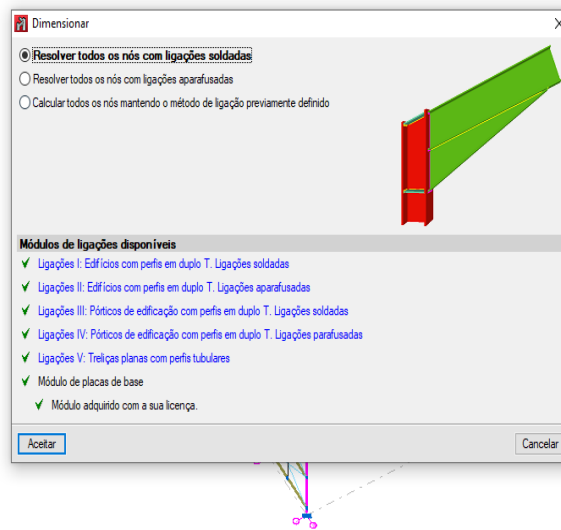 Dimensionar
Resolver todos os nós com ligações soldadas
Resolver todos os nós com ligações aparafusadas
Calcular todos os nós mantendo o método de ligação previamente definido
Módulos de ligações disponíveis
Ligações I: Edifícios com perfis em duplo T. Ligações soldadas
Ligações II: Edifícios com perfis em duplo T. Ligações aparafusadas
Ligações III: Pórticos de edificação com perfis em duplo T. Ligações soldadas
Ligações IV: Pórticos de edificação com perfis em duplo T. Ligações parafusadas
Ligações V: Treliças planas com perfis tubulares
Módulo de placas de base
Módulo adquirido com a sua licença.
Aceitar
Cancelar